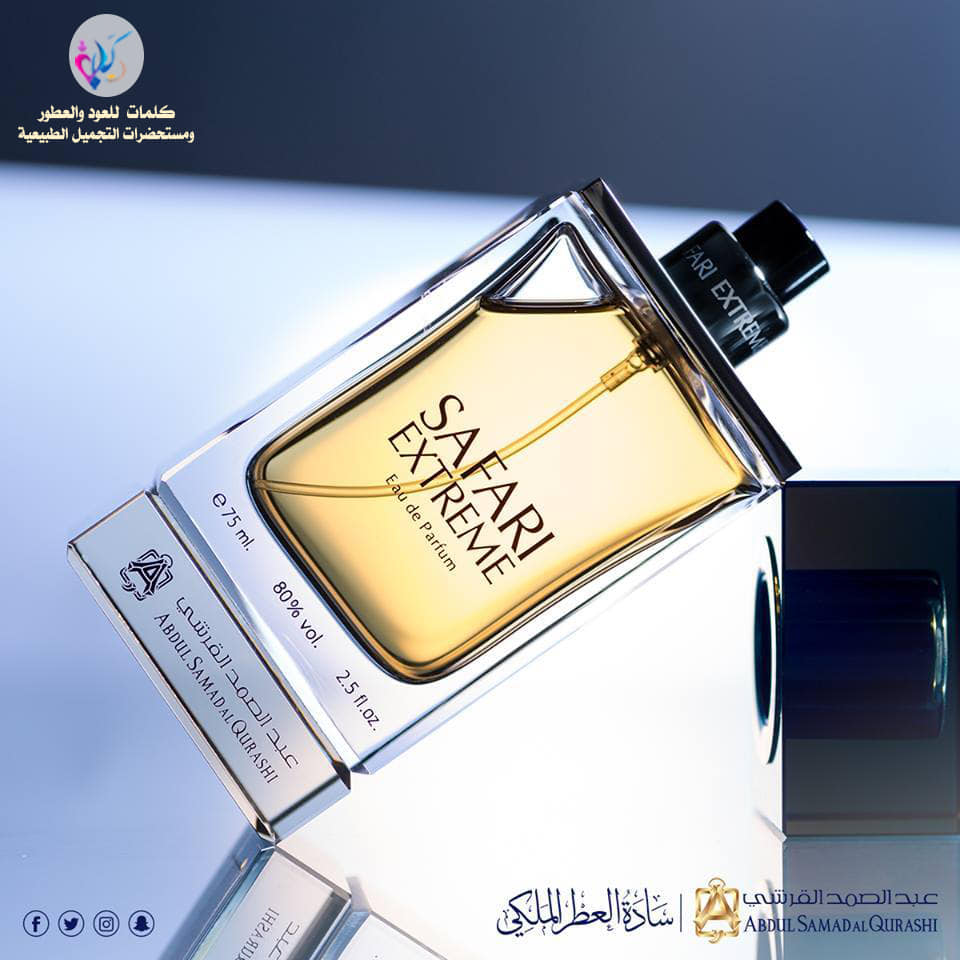 كلمات للعود والعطور
ومستحضرات التجميل الطبيعية
FARI EXTREME
SAFARI
EXTREME
Eau de Parfum
e 75 ml.
80% vol.
2.5 fl.oz.
عبد الصمد القرشي
ABDUL SAMAD AL QURASHI
سادة العطر الملكي
عبد الصمد القرشي
ABDUL SAMAD AL QURASHI
QURASHI